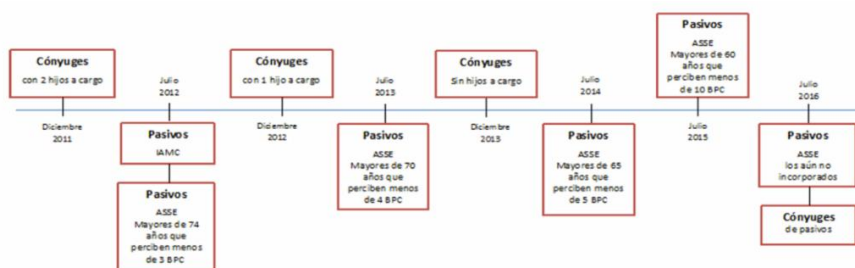 Cónyuges
con 2 hijos a cargo
Diciembre
2011
Julio
2012
Pasivos
IAMC
Pasivos
ASSE
Mayores de 74
años que
perciben menos
de 3 BPC
Cónyuges
con 1 hijo a cargo
Diciembre
2012
Julio
2013
Pasivos
ASSE
Mayores de 70
años que
perciben menos
de 4 BPC
Cónyuges
Sin hijos a cargo
Diciembre
2013
Julio
2014
Pasivos
ASSE
Mayores de 65
años que
perciben menos
de 5 BPC
Pasivos
ASSE
Mayores de 60
años que
perciben menos
de 10 BPC
Julio
2015
Julio
2016
Pasivos
ASSE
los aún no
incorporados
Cónyuges
de pasivos